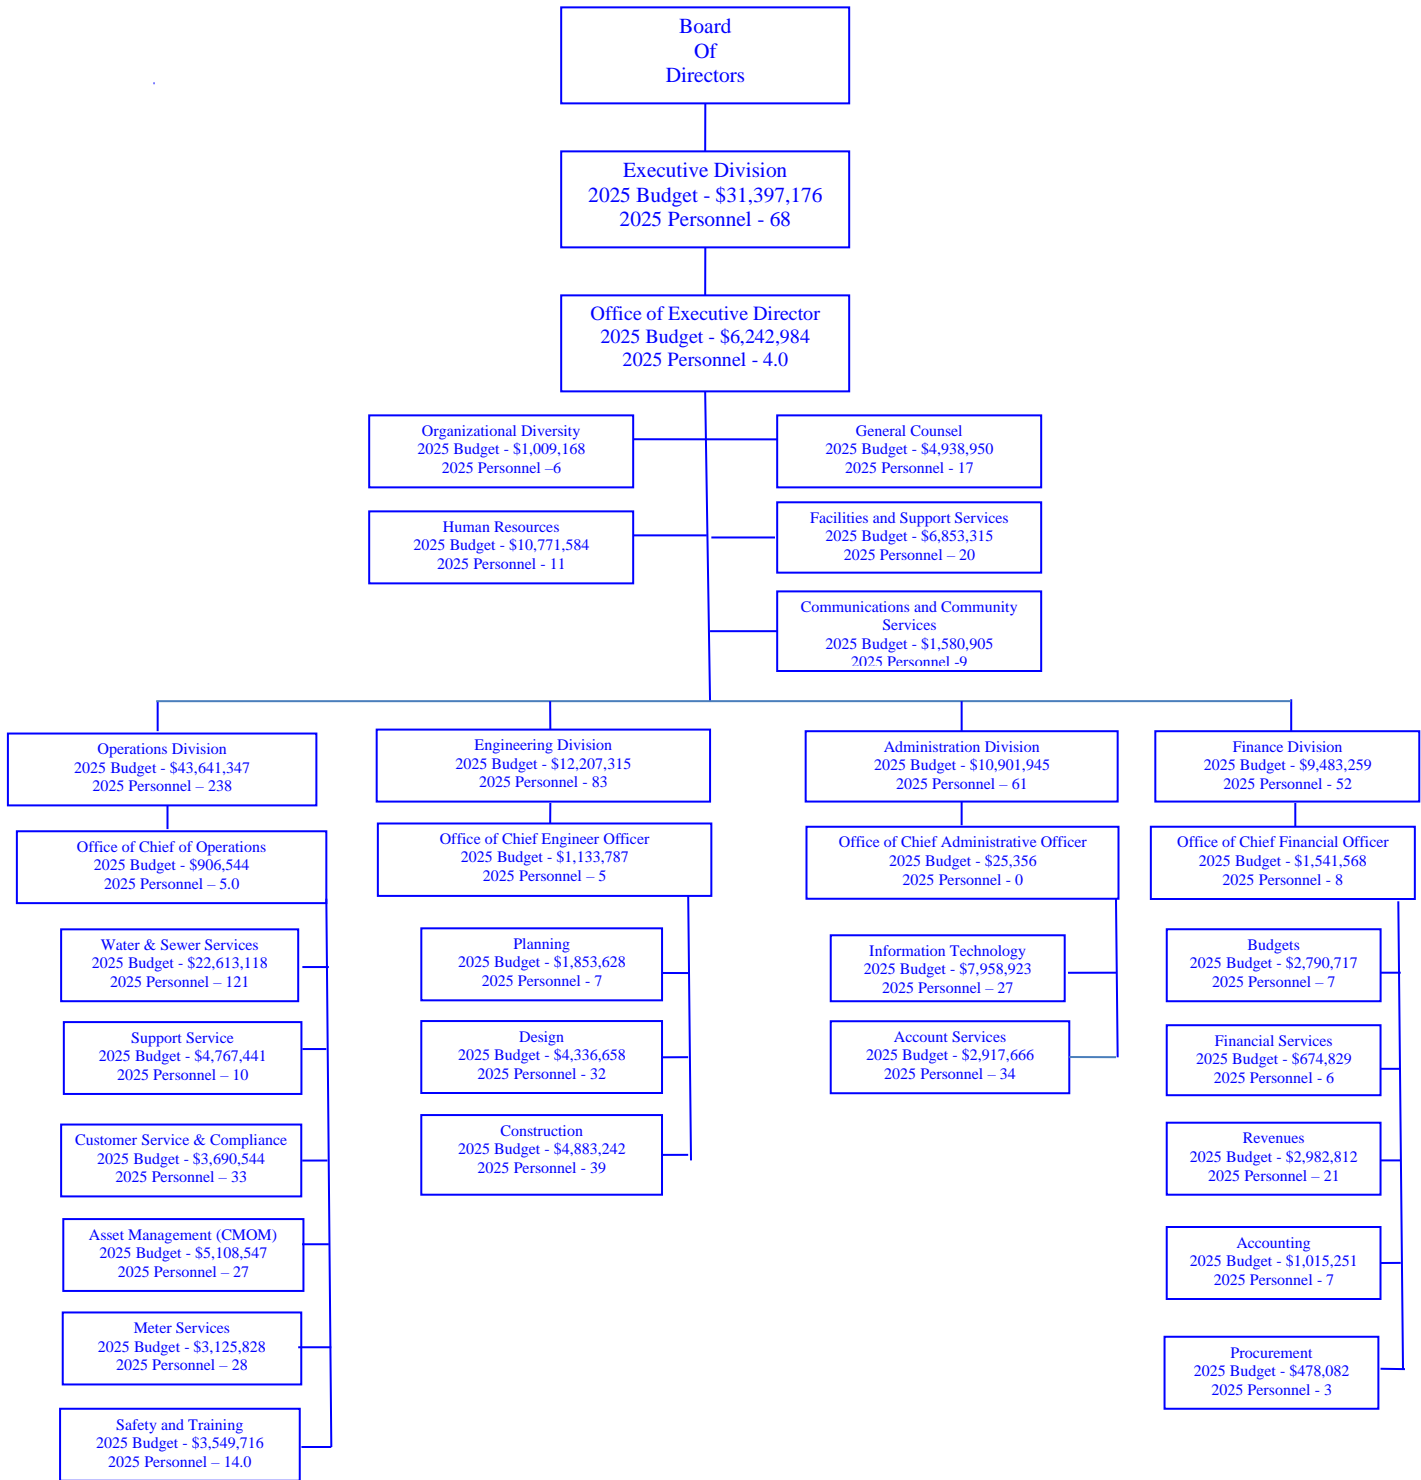 Board
Of
Directors
Executive Division
2025 Budget - $31,397,176
2025 Personnel - 68
Office of Executive Director
2025 Budget - $6,242,984
2025 Personnel - 4.0
Organizational Diversity
2025 Budget - $1,009,168
2025 Personnel –6
General Counsel
2025 Budget - $4,938,950
2025 Personnel - 17
Human Resources
2025 Budget - $10,771,584
2025 Personnel - 11
Facilities and Support Services
2025 Budget - $6,853,315
2025 Personnel – 20
Communications and Community
Services
2025 Budget - $1,580,905
2025 Personnel -9
Operations Division
2025 Budget - $43,641,347
2025 Personnel – 238
Office of Chief of Operations
2025 Budget - $906,544
2025 Personnel – 5.0
Water & Sewer Services
2025 Budget - $22,613,118
2025 Personnel – 121
Support Service
2025 Budget - $4,767,441
2025 Personnel – 10
Customer Service & Compliance
2025 Budget - $3,690,544
2025 Personnel – 33
Asset Management (CMOM)
2025 Budget - $5,108,547
2025 Personnel – 27
Meter Services
2025 Budget - $3,125,828
2025 Personnel – 28
Safety and Training
2025 Budget - $3,549,716
2025 Personnel – 14.0
Engineering Division
2025 Budget - $12,207,315
2025 Personnel - 83
Office of Chief Engineer Officer
2025 Budget - $1,133,787
2025 Personnel – 5
Planning
2025 Budget - $1,853,628
2025 Personnel - 7
Design
2025 Budget - $4,336,658
2025 Personnel - 32
Construction
2025 Budget - $4,883,242
2025 Personnel - 39
Administration Division
2025 Budget - $10,901,945
2025 Personnel – 61
Office of Chief Administrative Officer
2025 Budget - $25,356
2025 Personnel - 0
Information Technology
2025 Budget - $7,958,923
2025 Personnel – 27
Account Services
2025 Budget - $2,917,666
2025 Personnel – 34
Finance Division
2025 Budget - $9,483,259
2025 Personnel - 52
Office of Chief Financial Officer
2025 Budget - $1,541,568
2025 Personnel - 8
Budgets
2025 Budget - $2,790,717
2025 Personnel – 7
Financial Services
2025 Budget - $674,829
2025 Personnel - 6
Revenues
2025 Budget - $2,982,812
2025 Personnel – 21
Accounting
2025 Budget - $1,015,251
2025 Personnel - 7
Procurement
2025 Budget - $478,082
2025 Personnel - 3